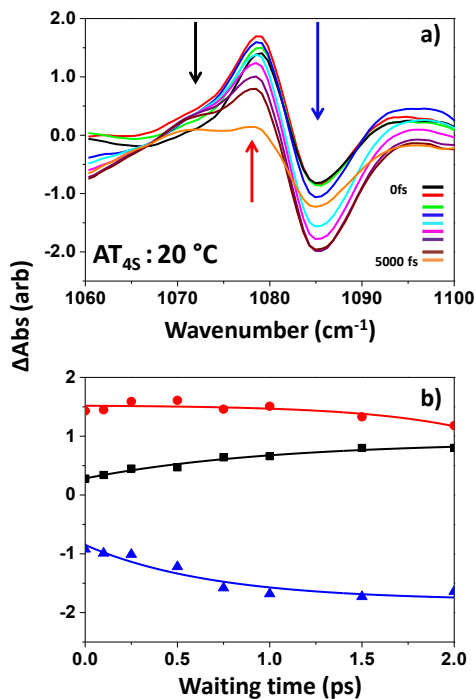 a)
2.0
1.0
0.0
-1.0
-2.0
0fs
5000 fs
AT4S : 20 °C
1060 1070 1080 1090 1100
Wavenumber (cm-1)
ΔAbs (arb)
b)
2
1
0
-1
-2
0.0 0.5 1.0 1.5 2.0
Waiting time (ps)